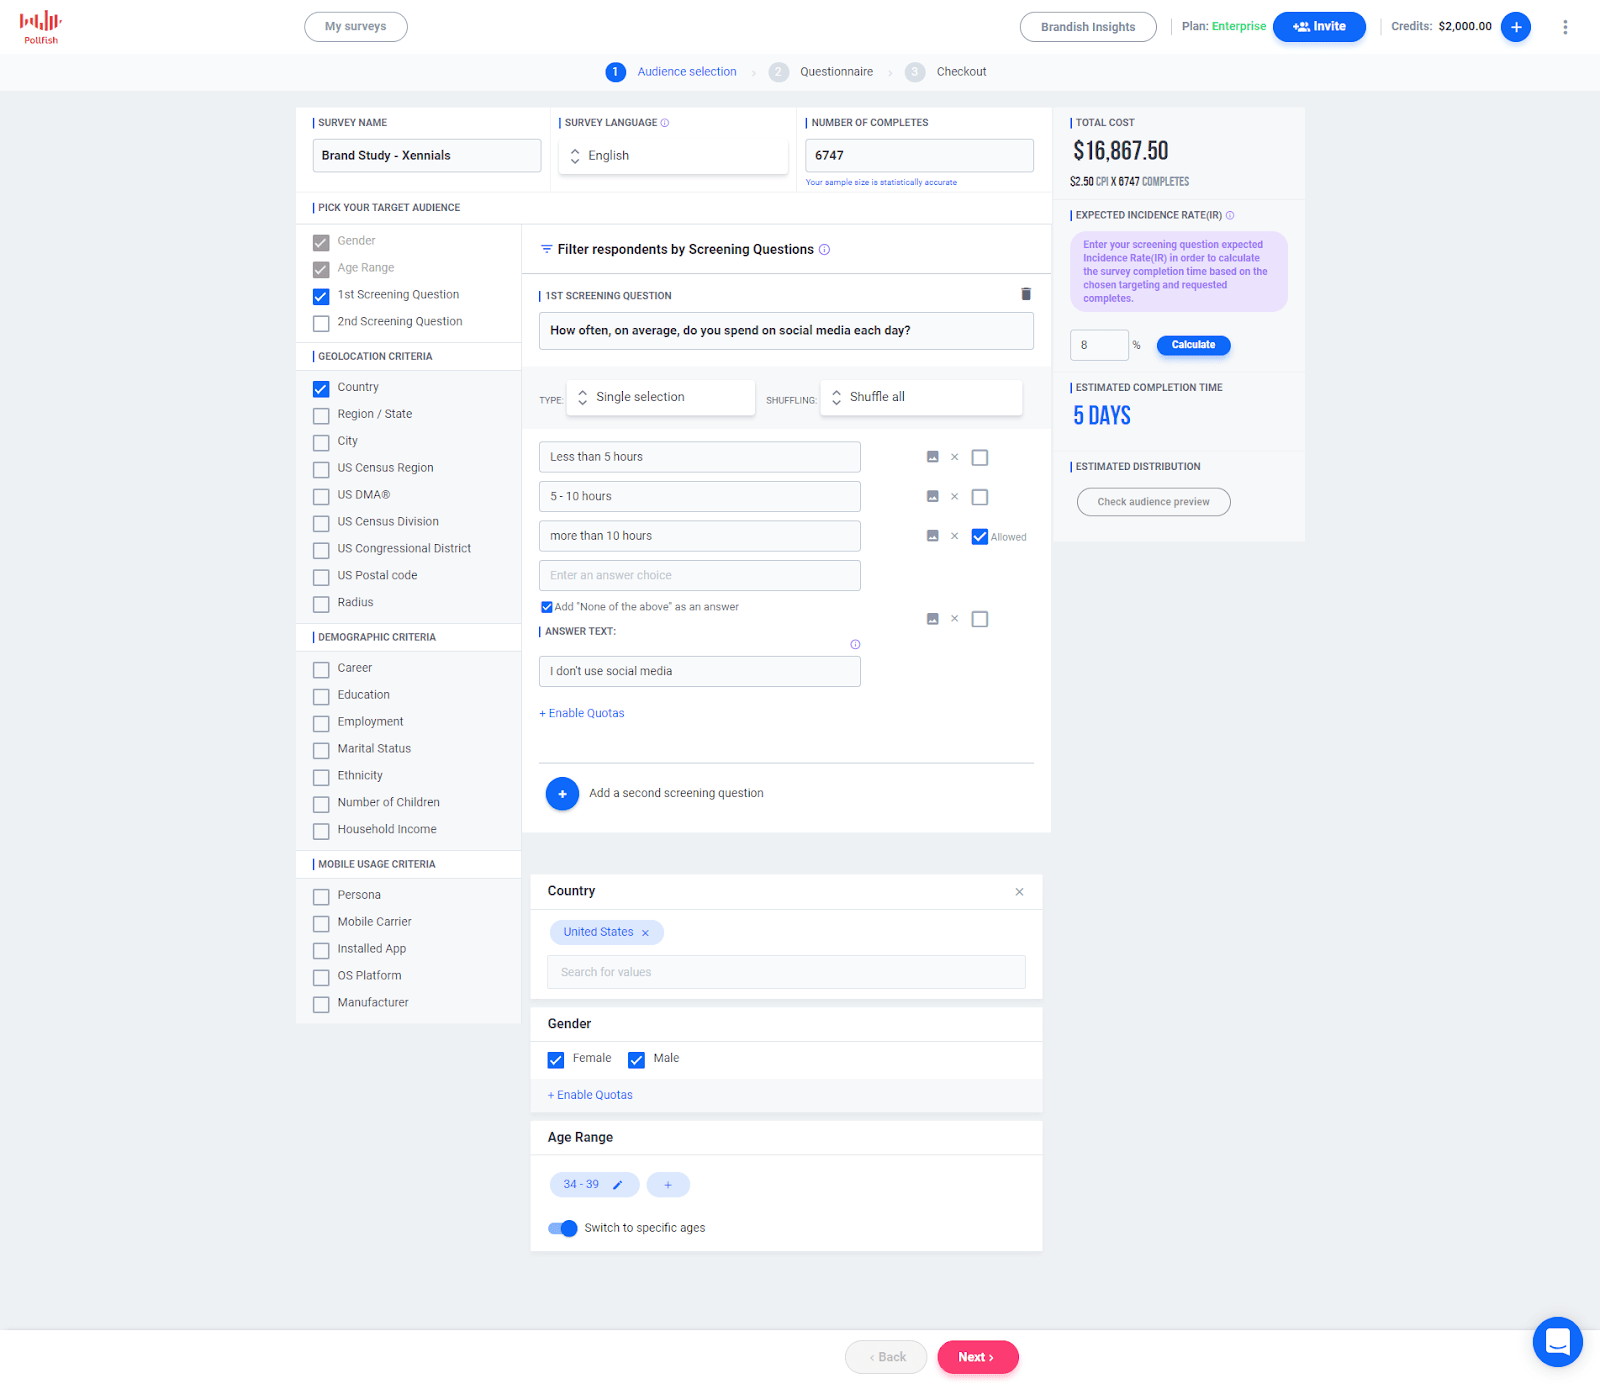 Pollfish
My surveys
Brandish Insights
Plan: Enterprise
Invite
Credits: $2,000.00
+
1 Audience selection › 2 Questionnaire › 3 Checkout
SURVEY NAME
Brand Study - Xennials
SURVEY LANGUAGE
English
NUMBER OF COMPLETES
6747
Your sample size is statistically accurate
PICK YOUR TARGET AUDIENCE
Gender
Age Range
1st Screening Question
2nd Screening Question
GEOLOCATION CRITERIA
Country
Region / State
City
US Census Region
US DMA®
US Census Division
US Congressional District
US Postal code
Radius
DEMOGRAPHIC CRITERIA
Career
Education
Employment
Marital Status
Ethnicity
Number of Children
Household Income
MOBILE USAGE CRITERIA
Persona
Mobile Carrier
Installed App
OS Platform
Manufacturer
Filter respondents by Screening Questions
1ST SCREENING QUESTION
How often, on average, do you spend on social media each day?
TYPE: Single selection SHUFFLING: Shuffle all
Less than 5 hours
5 - 10 hours
more than 10 hours
Allowed
Enter an answer choice
Add "None of the above" as an answer
ANSWER TEXT:
I don't use social media
+ Enable Quotas
+ Add a second screening question
Country
United States ×
Search for values
Gender
Female Male
+ Enable Quotas
Age Range
34 - 39
+
Switch to specific ages
TOTAL COST
$16,867.50
$2.50 CPI X 6747 COMPLETES
EXPECTED INCIDENCE RATE(IR)
Enter your screening question expected
Incidence Rate(IR) in order to calculate
the survey completion time based on the
chosen targeting and requested
completes.
8 % Calculate
ESTIMATED COMPLETION TIME
5 DAYS
ESTIMATED DISTRIBUTION
Check audience preview
‹ Back
Next ›